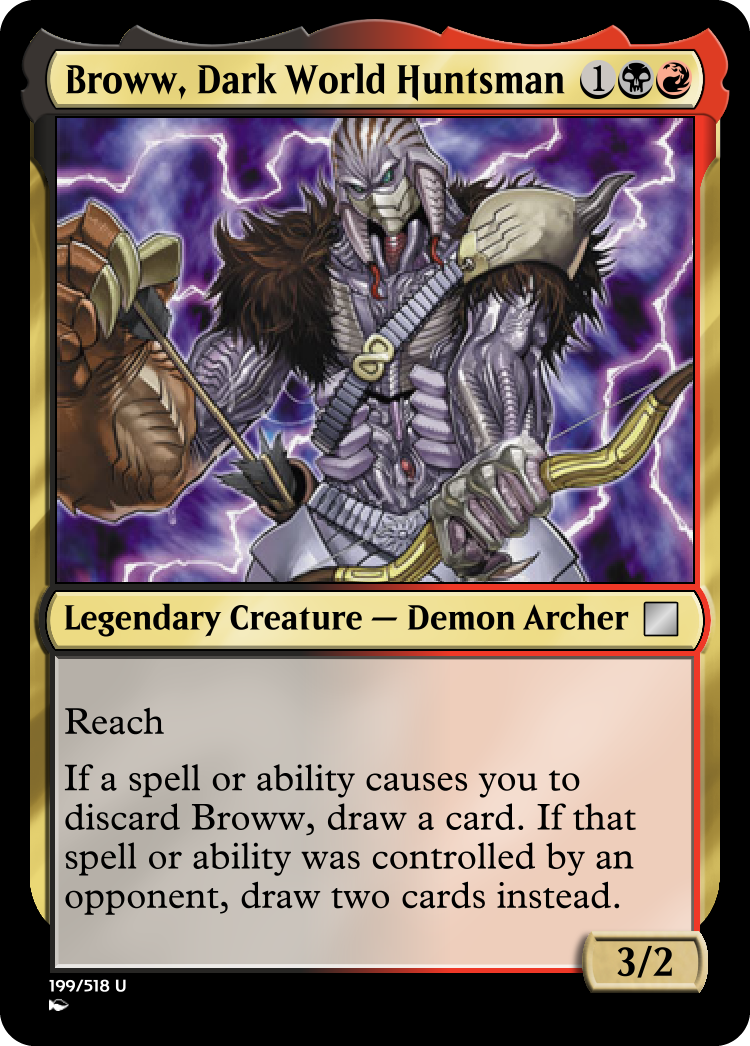 Broww, Dark World Huntsman 1
Legendary Creature — Demon Archer
Reach
If a spell or ability causes you to
discard Broww, draw a card. If that
spell or ability was controlled by an
opponent, draw two cards instead.
3/2
199/518 U